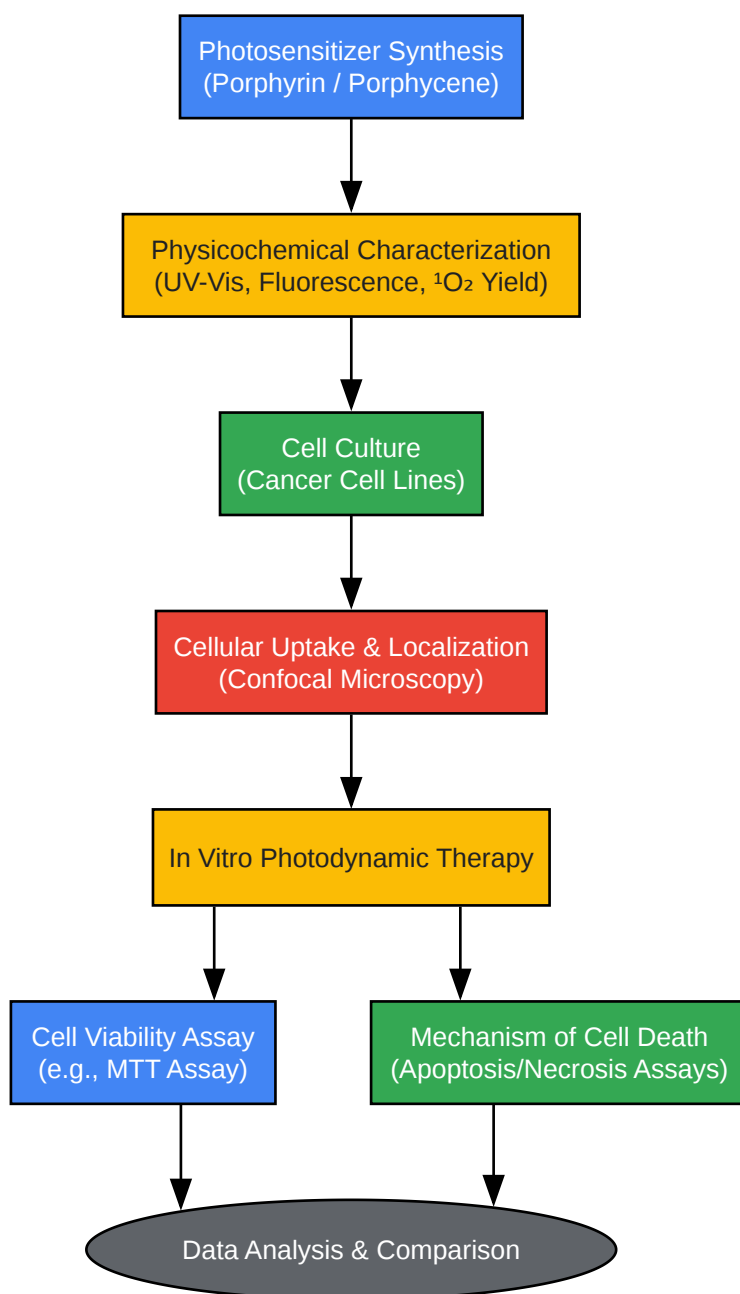 Photosensitizer Synthesis
(Porphyrin / Porphycene)
Physicochemical Characterization
(UV-Vis, Fluorescence, ¹O₂ Yield)
Cell Culture
(Cancer Cell Lines)
Cellular Uptake & Localization
(Confocal Microscopy)
In Vitro Photodynamic Therapy
Cell Viability Assay
(e.g., MTT Assay)
Mechanism of Cell Death
(Apoptosis/Necrosis Assays)
Data Analysis & Comparison